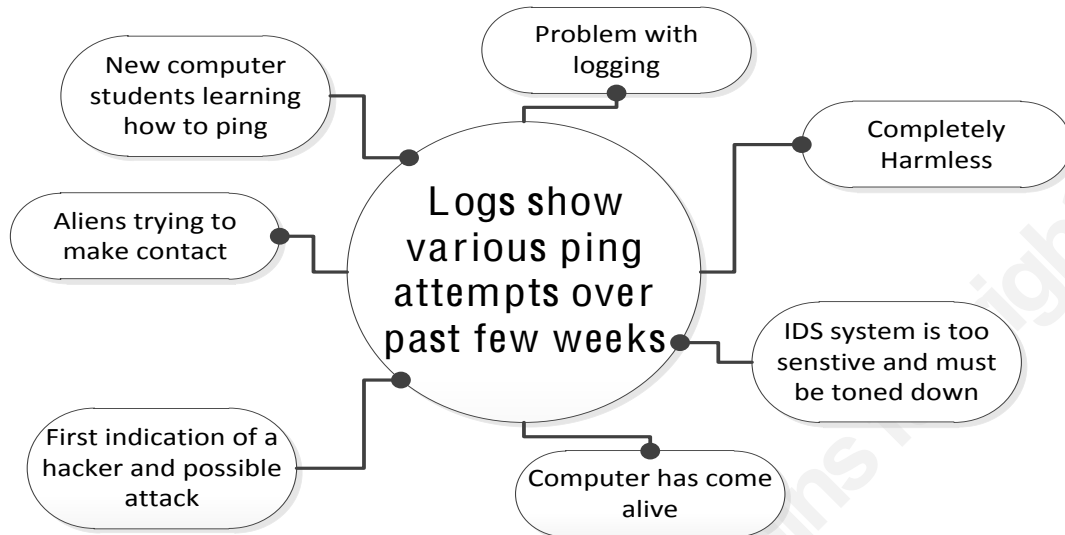 Problem with
logging
New computer
students learning
how to ping
Completely
Harmless
Logs show
various ping
attempts over
past few weeks
Aliens trying to
make contact
IDS system is too
senstive and must
be toned down
First indication of a
hacker and possible
attack
Computer has come
alive